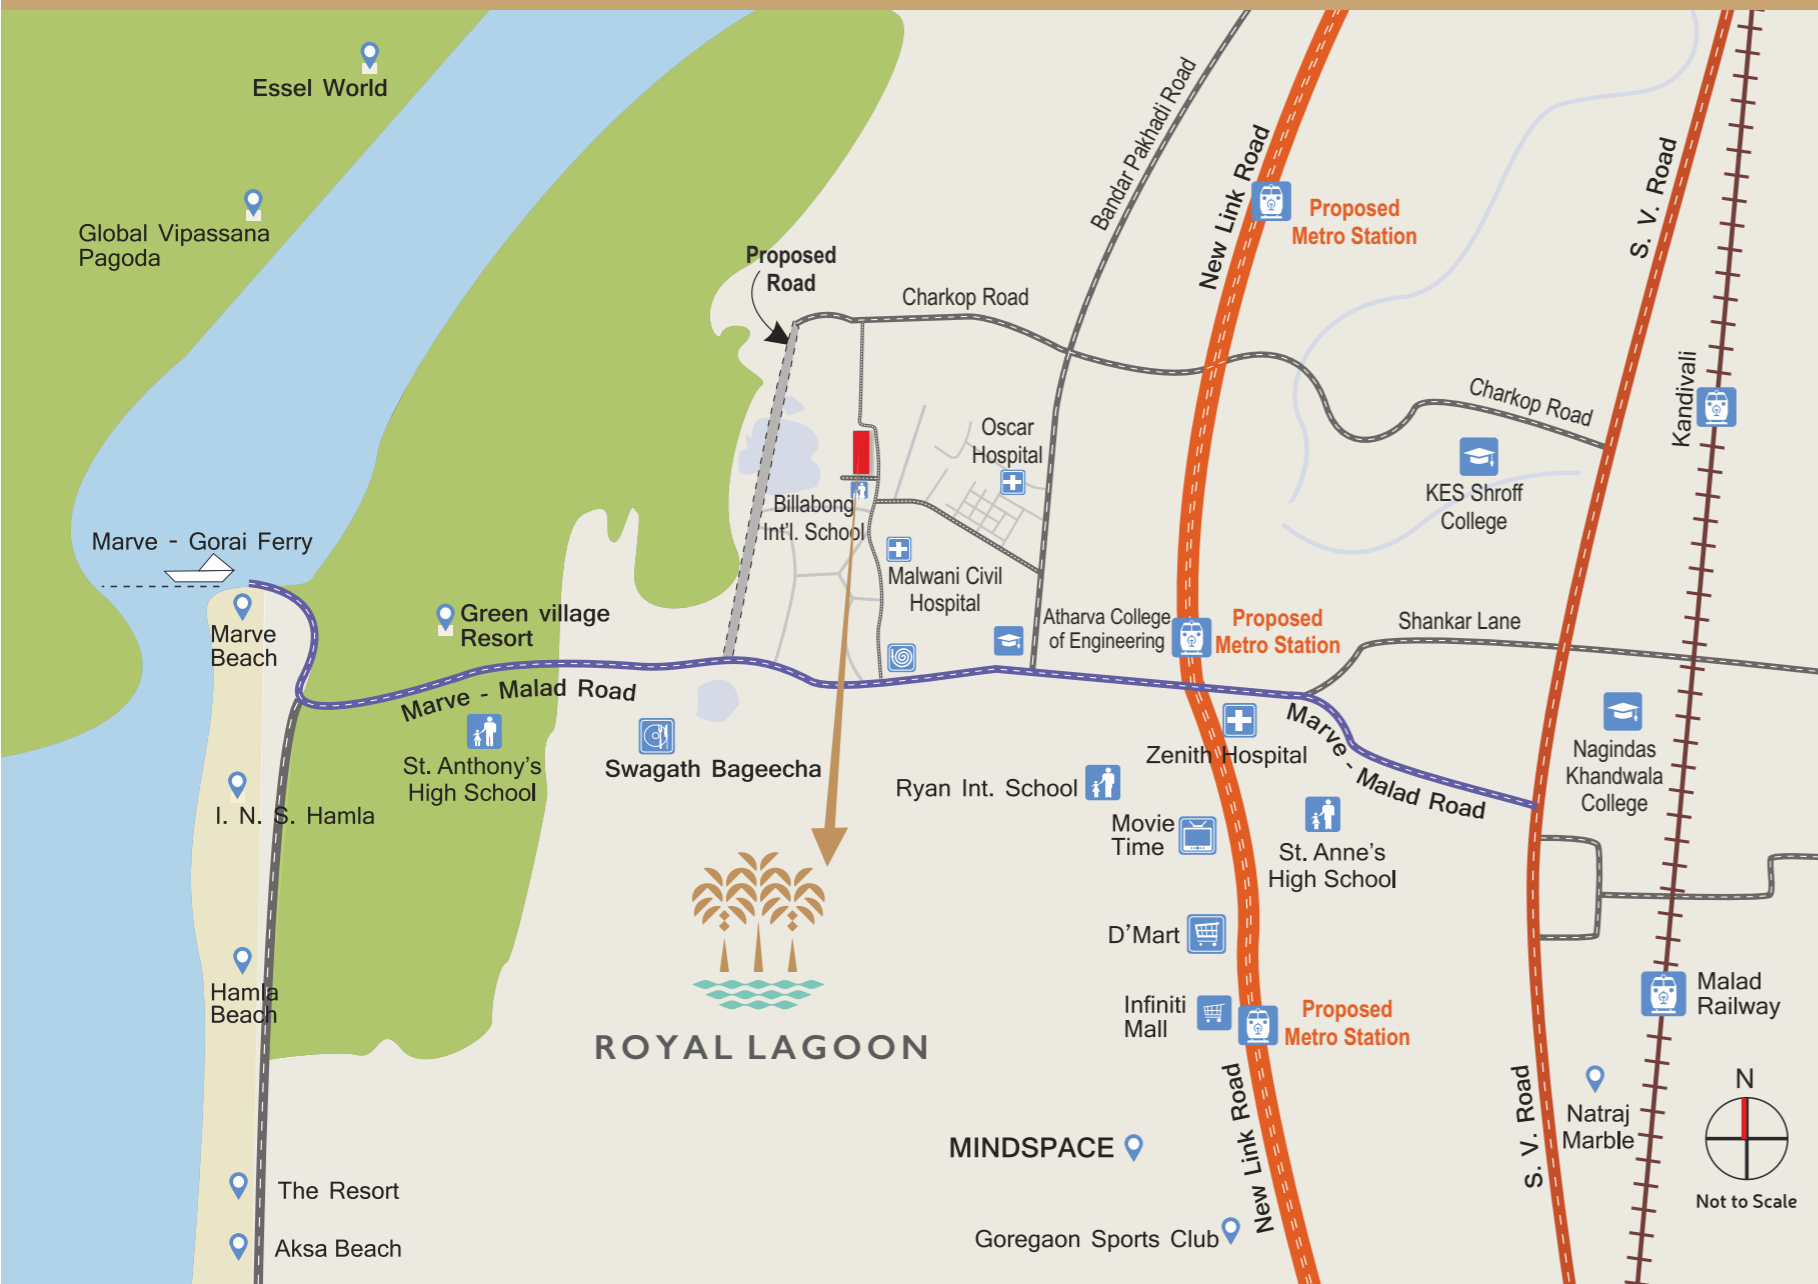 Essel World
Global Vipassana
Pagoda
Proposed
Road
Charkop Road
Bandar Pakhadi Road
New Link Road
Proposed
Metro Station
S. V. Road
Kandivali
Charkop Road
Oscar
Hospital
KES Shroff
College
Billabong
Int'l. School
Marve - Gorai Ferry
Malwani Civil
Hospital
Marve
Beach
Green village
Resort
Atharva College
of Engineering
Proposed
Metro Station
Shankar Lane
Marve - Malad Road
St. Anthony's
High School
Swagath Bageecha
Zenith Hospital
Marve - Malad Road
Nagindas
Khandwala
College
Ryan Int. School
I. N. S. Hamla
Movie
Time
St. Anne's
High School
D'Mart
Hamla
Beach
Infiniti
Mall
Proposed
Metro Station
Malad
Railway
ROYAL LAGOON
New Link Road
S. V. Road
Natraj
Marble
N
Not to Scale
MINDSPACE
The Resort
Goregaon Sports Club
Aksa Beach